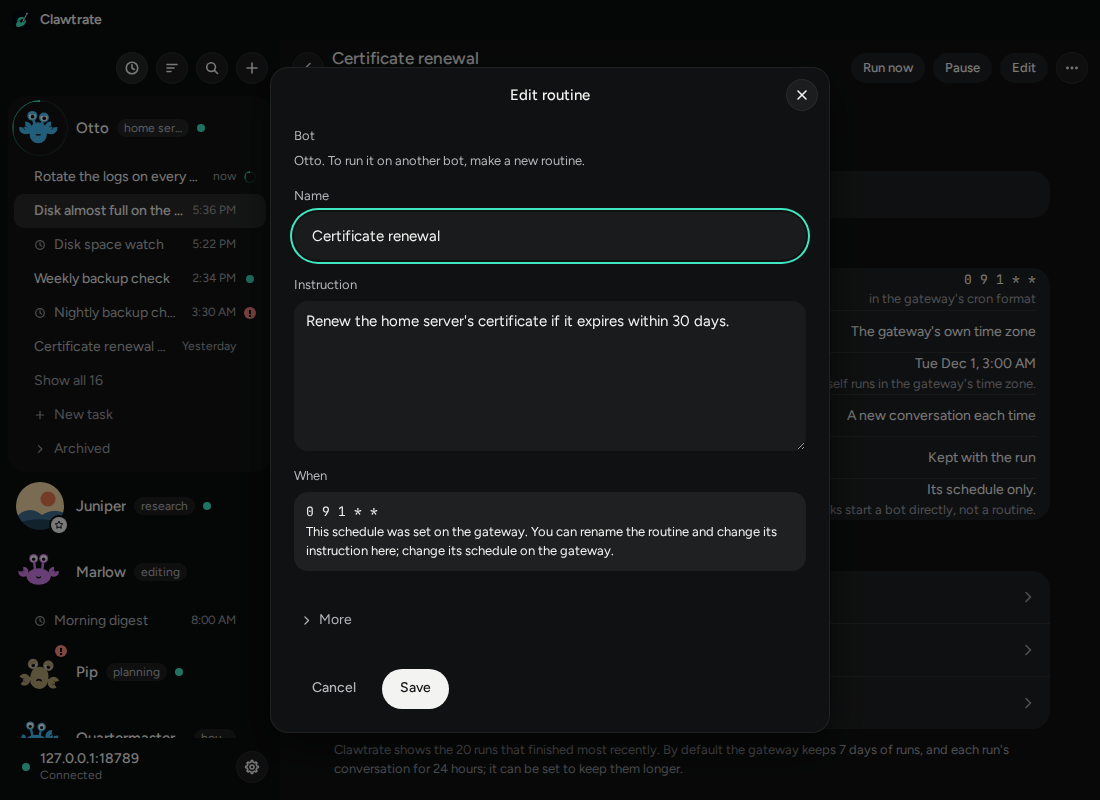 Clawtrate
Certificate renewal
Run now
Pause
Edit
Otto
home ser...
Rotate the logs on every ...
now
Disk almost full on the ...
5:36 PM
Disk space watch
5:22 PM
Weekly backup check
2:34 PM
Nightly backup ch...
3:30 AM
Certificate renewal ...
Yesterday
Show all 16
New task
Archived
Juniper
research
Marlow
editing
Morning digest
8:00 AM
Pip
planning
Quartermaster
127.0.0.1:18789
Connected
Edit routine
Bot
Otto. To run it on another bot, make a new routine.
Name
Certificate renewal
Instruction
Renew the home server's certificate if it expires within 30 days.
When
0 9 1 * *
This schedule was set on the gateway. You can rename the routine and change its
instruction here; change its schedule on the gateway.
More
Cancel
Save
0 9 1 * *
in the gateway's cron format
The gateway's own time zone
Tue Dec 1, 3:00 AM
self runs in the gateway's time zone.
A new conversation each time
Kept with the run
Its schedule only.
ks start a bot directly, not a routine.
Clawtrate shows the 20 runs that finished most recently. By default the gateway keeps 7 days of runs, and each run's
conversation for 24 hours; it can be set to keep them longer.